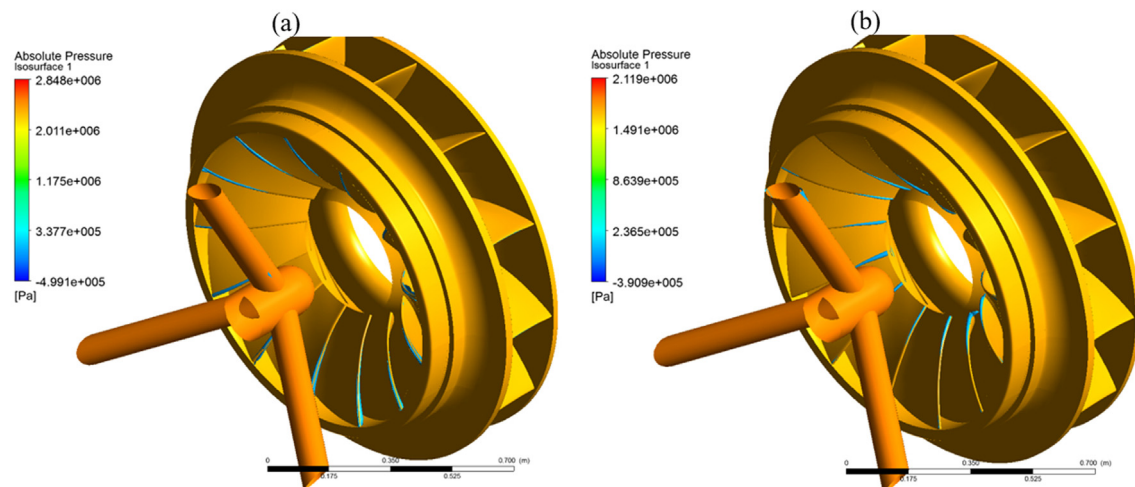 (a)
Absolute Pressure
Isosurface 1
2.848e+006
2.011e+006
1.175e+006
3.377e+005
-4.991e+005
[Pa]
0 0.350 0.700 (m)
0.175 0.525
(b)
Absolute Pressure
Isosurface 1
2.119e+006
1.491e+006
8.639e+005
2.365e+005
-3.909e+005
[Pa]
0 0.350 0.700 (m)
0.175 0.525